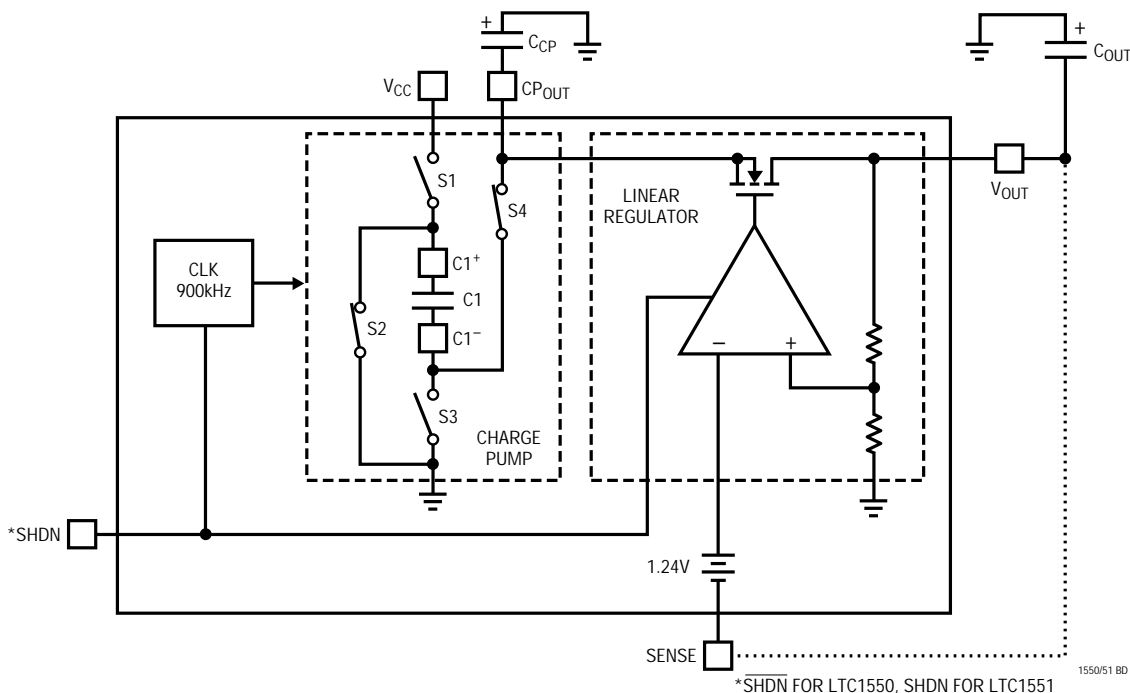 +
C_CP
+
C_OUT
V_CC
CP_OUT
S1
S4
LINEAR
REGULATOR
V_OUT
CLK
900kHz
C1⁺
C1
S2
C1⁻
–
+
S3
CHARGE
PUMP
*SHDN
1.24V
SENSE
1550/51 BD
*S̅H̅D̅N̅ FOR LTC1550, SHDN FOR LTC1551